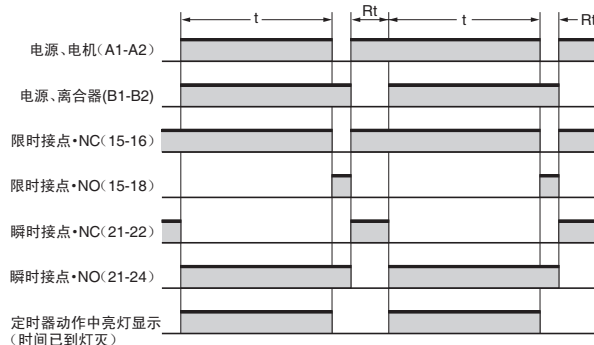 t Rt t Rt
电源、电机(A1-A2)
电源、离合器(B1-B2)
限时接点•NC(15-16)
限时接点•NO(15-18)
瞬时接点•NC(21-22)
瞬时接点•NO(21-24)
定时器动作中亮灯显示
(时间已到灯灭)